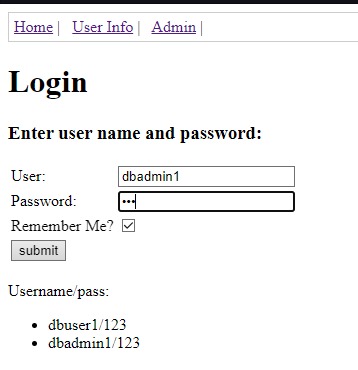 Home | User Info | Admin |
Login
Enter user name and password:
User: dbadmin1
Password: •••
Remember Me?
submit
Username/pass:
• dbuser1/123
• dbadmin1/123